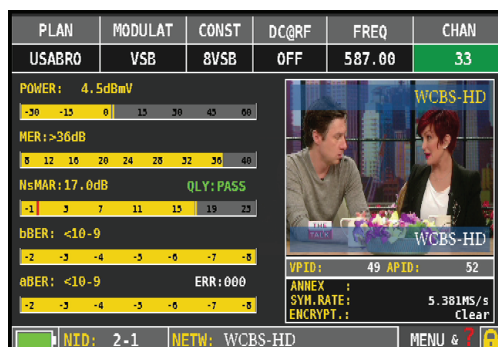 PLAN MODULAT CONST DC@RF FREQ CHAN
USABRO VSB 8VSB OFF 587.00 33
POWER: 4.5dBmV
-30 -15 0 15 30 45 60
MER:>36dB
8 12 16 20 24 28 32 36 40
NsMAR:17.0dB QLY:PASS
-1 3 7 11 15 19 23
bBER: <10-9
-2 -3 -4 -5 -6 -7 -8
aBER: <10-9 ERR:000
-2 -3 -4 -5 -6 -7 -8
WCBS-HD
THE TALK
WCBS-HD
VPID: 49 APID: 52
ANNEX :
SYM.RATE: 5.381MS/s
ENCRYPT.: Clear
NID: 2-1 NETW: WCBS-HD MENU & ?